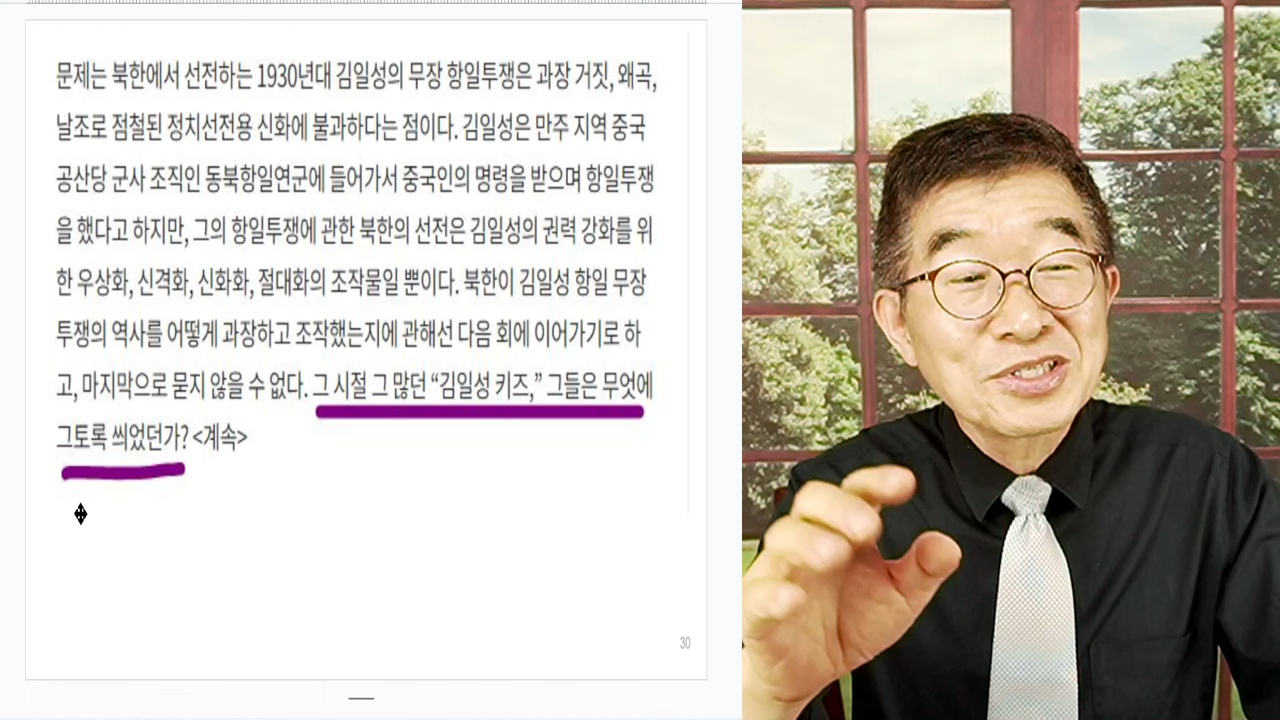 문제는 북한에서 선전하는 1930년대 김일성의 무장 항일투쟁은 과장 거짓, 왜곡,
날조로 점철된 정치선전용 신화에 불과하다는 점이다. 김일성은 만주 지역 중국
공산당 군사 조직인 동북항일연군에 들어가서 중국인의 명령을 받으며 항일투쟁
을 했다고 하지만, 그의 항일투쟁에 관한 북한의 선전은 김일성의 권력 강화를 위
한 우상화, 신격화, 신화화, 절대화의 조작물일 뿐이다. 북한이 김일성 항일 무장
투쟁의 역사를 어떻게 과장하고 조작했는지에 관해선 다음 회에 이어가기로 하
고, 마지막으로 묻지 않을 수 없다. 그 시절 그 많던 “김일성 키즈,” 그들은 무엇에
그토록 씌었던가? <계속>
30